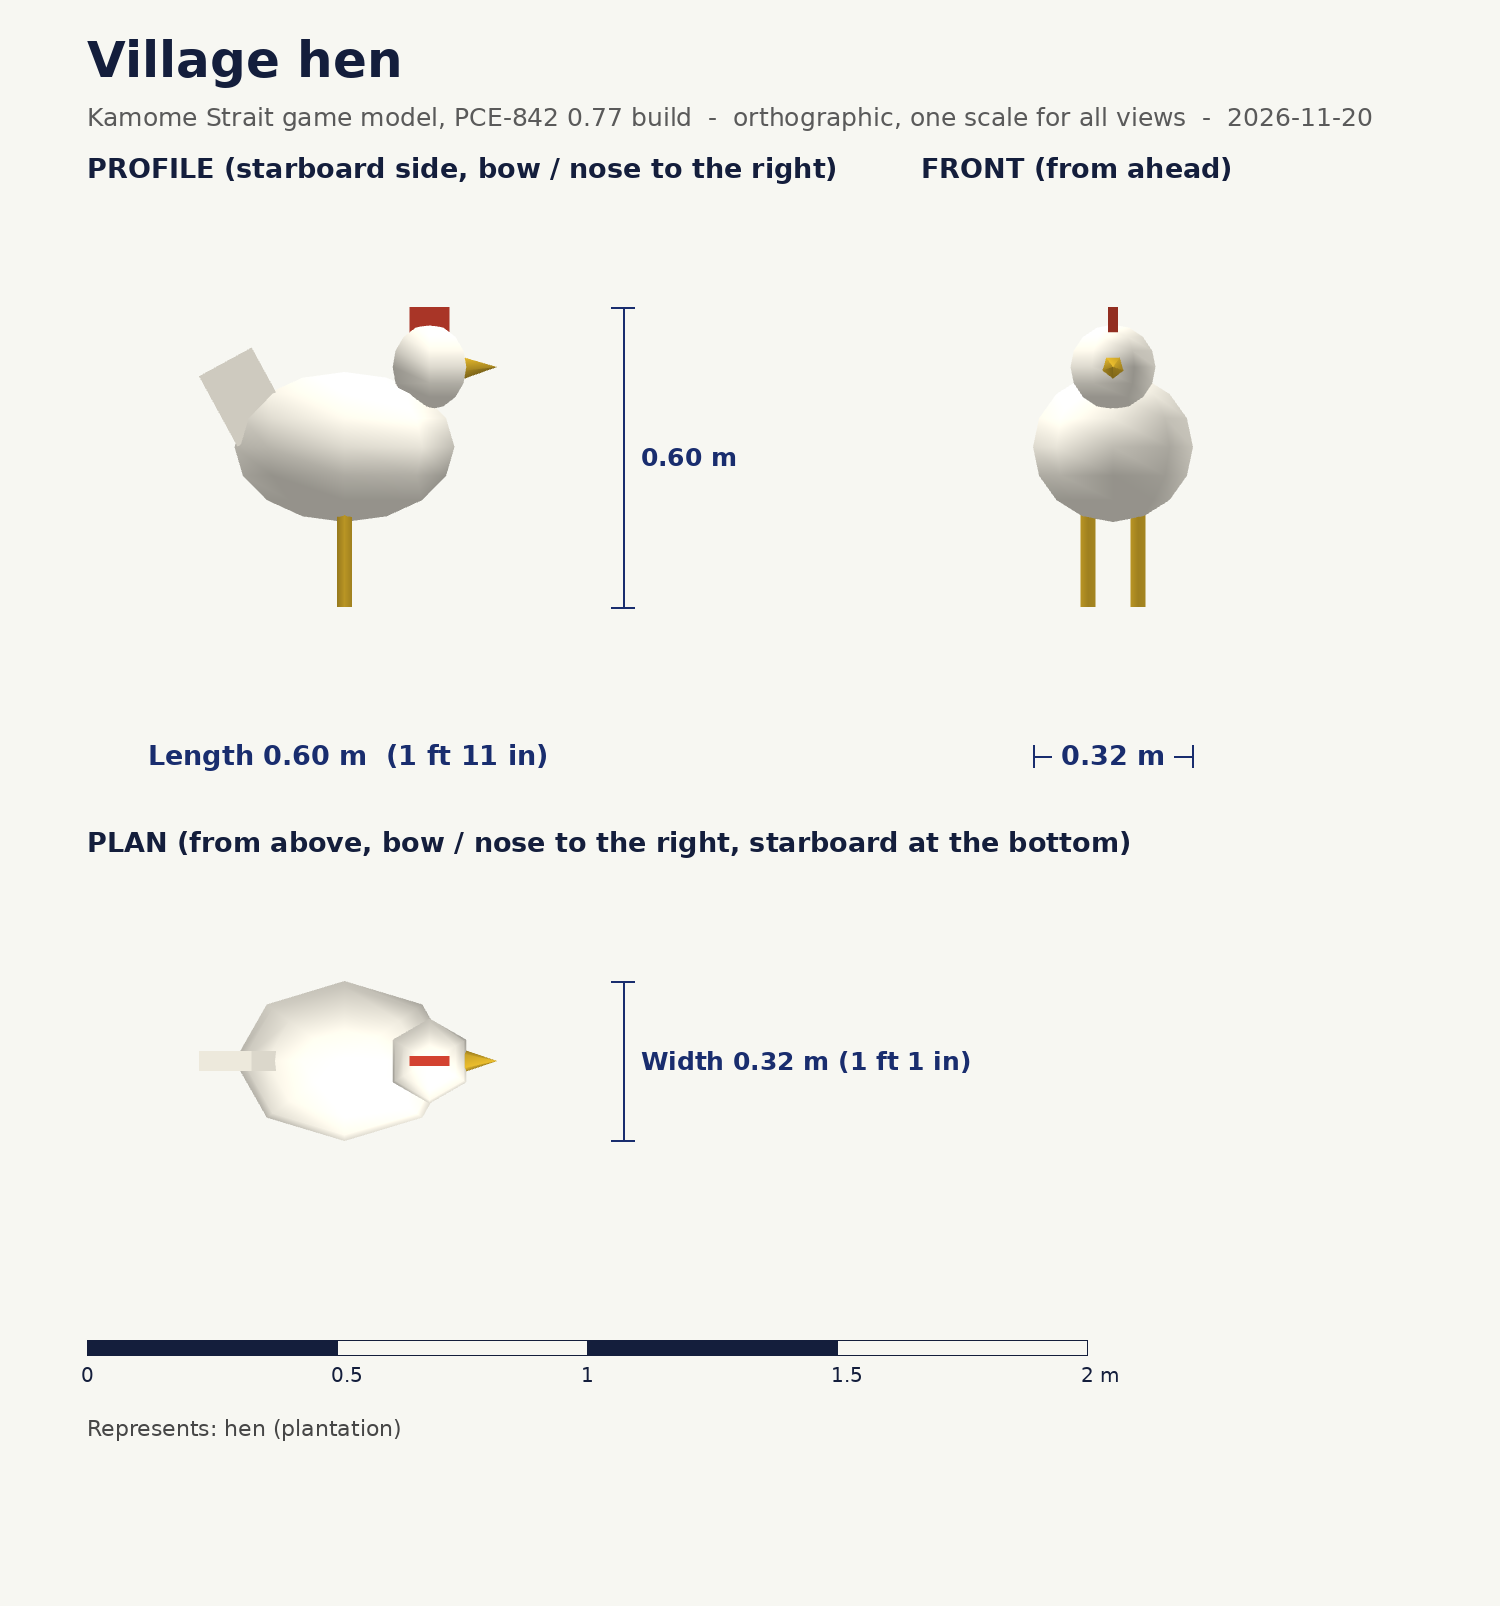 Village hen
Kamome Strait game model, PCE-842 0.77 build - orthographic, one scale for all views - 2026-11-20
PROFILE (starboard side, bow / nose to the right)
FRONT (from ahead)
0.60 m
Length 0.60 m (1 ft 11 in)
0.32 m
PLAN (from above, bow / nose to the right, starboard at the bottom)
Width 0.32 m (1 ft 1 in)
0 0.5 1 1.5 2 m
Represents: hen (plantation)